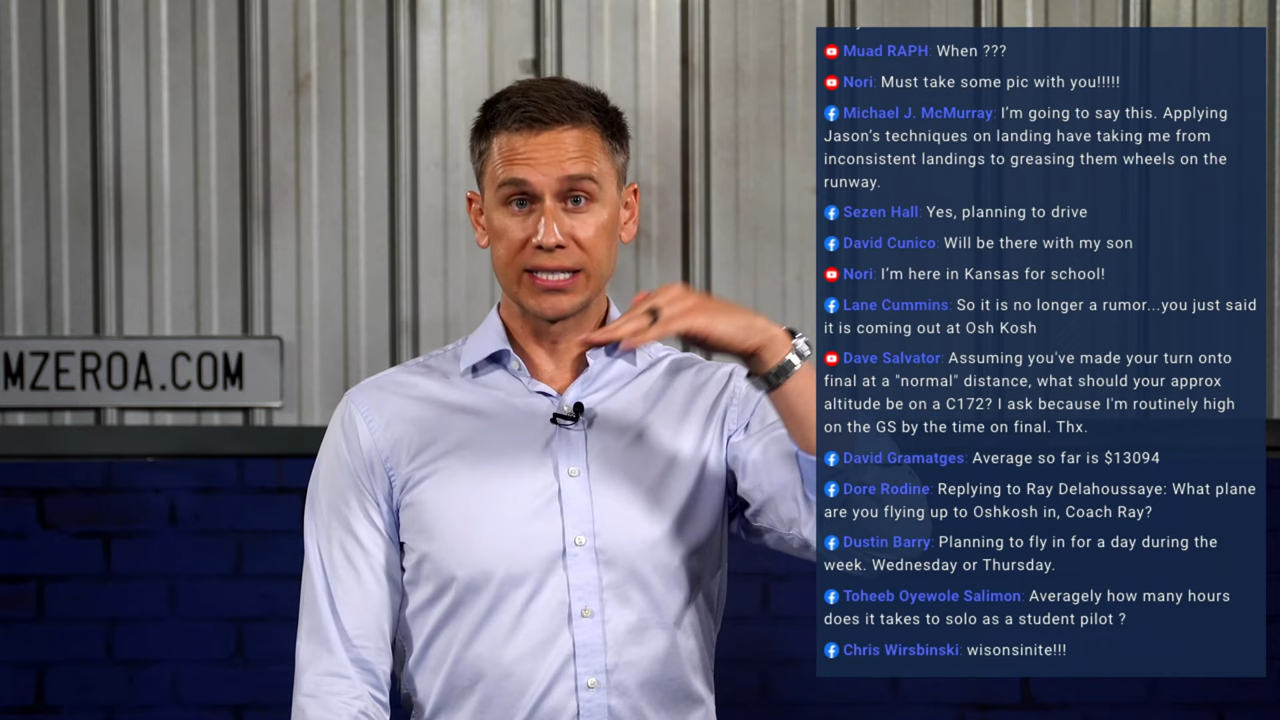 MZEROA.COM
Muad RAPH: When ???
Nori: Must take some pic with you!!!!!
Michael J. McMurray: I'm going to say this. Applying
Jason's techniques on landing have taking me from
inconsistent landings to greasing them wheels on the
runway.
Sezen Hall: Yes, planning to drive
David Cunico: Will be there with my son
Nori: I'm here in Kansas for school!
Lane Cummins: So it is no longer a rumor...you just said
it is coming out at Osh Kosh
Dave Salvator: Assuming you've made your turn onto
final at a "normal" distance, what should your approx
altitude be on a C172? I ask because I'm routinely high
on the GS by the time on final. Thx.
David Gramatges: Average so far is $13094
Dore Rodine: Replying to Ray Delahoussaye: What plane
are you flying up to Oshkosh in, Coach Ray?
Dustin Barry: Planning to fly in for a day during the
week. Wednesday or Thursday.
Toheeb Oyewole Salimon: Averagely how many hours
does it takes to solo as a student pilot ?
Chris Wirsbinski: wisonsinite!!!